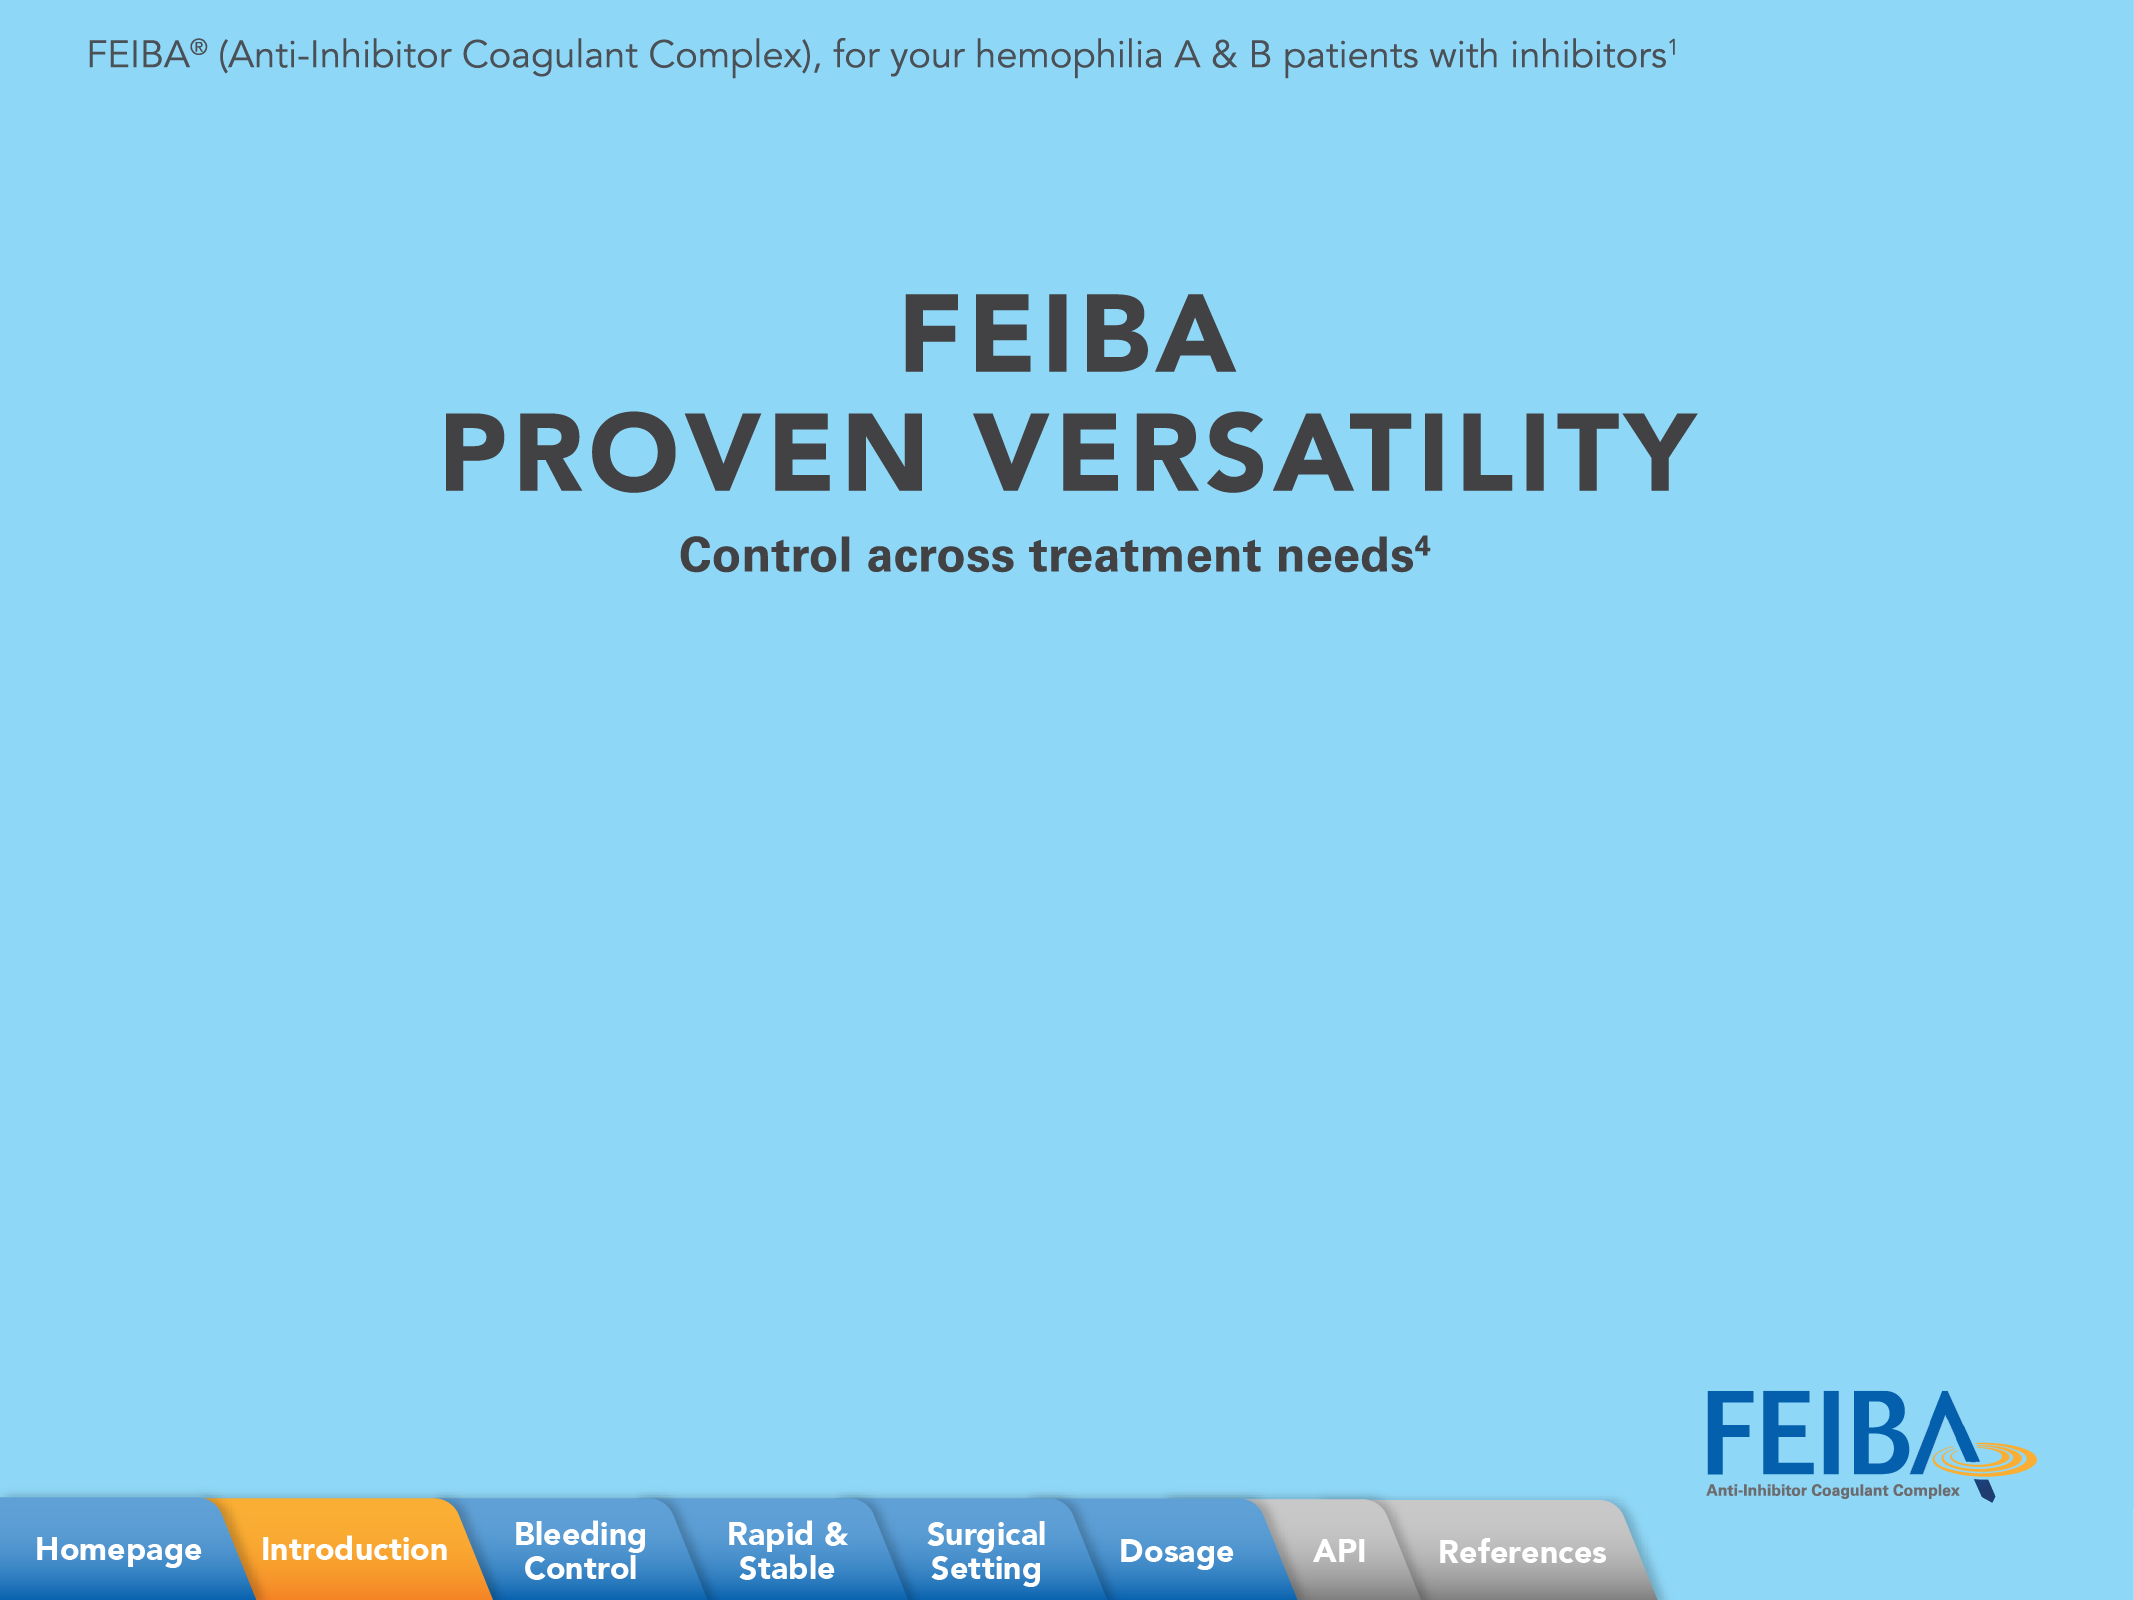 FEIBA® (Anti-Inhibitor Coagulant Complex), for your hemophilia A & B patients with inhibitors¹
FEIBA
PROVEN VERSATILITY
Control across treatment needs⁴
FEIBA
Anti-Inhibitor Coagulant Complex
Homepage
Introduction
Bleeding
Control
Rapid &
Stable
Surgical
Setting
Dosage
API
References